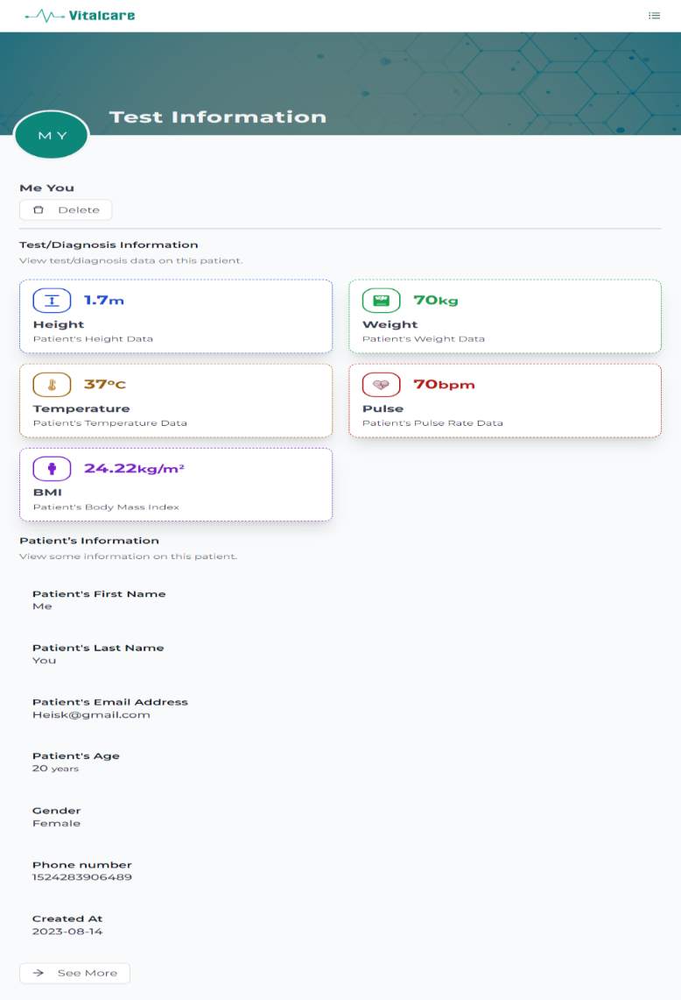 Vitalcare
Test Information
M Y
Me You
Delete
Test/Diagnosis Information
View test/diagnosis data on this patient.
1.7m
Height
Patient's Height Data
70kg
Weight
Patient's Weight Data
37°C
Temperature
Patient's Temperature Data
70bpm
Pulse
Patient's Pulse Rate Data
24.22kg/m²
BMI
Patient's Body Mass Index
Patient’s Information
View some information on this patient.
Patient's First Name
Me
Patient's Last Name
You
Patient's Email Address
Heisk@gmail.com
Patient's Age
20 years
Gender
Female
Phone number
1524283906489
Created At
2023-08-14
See More